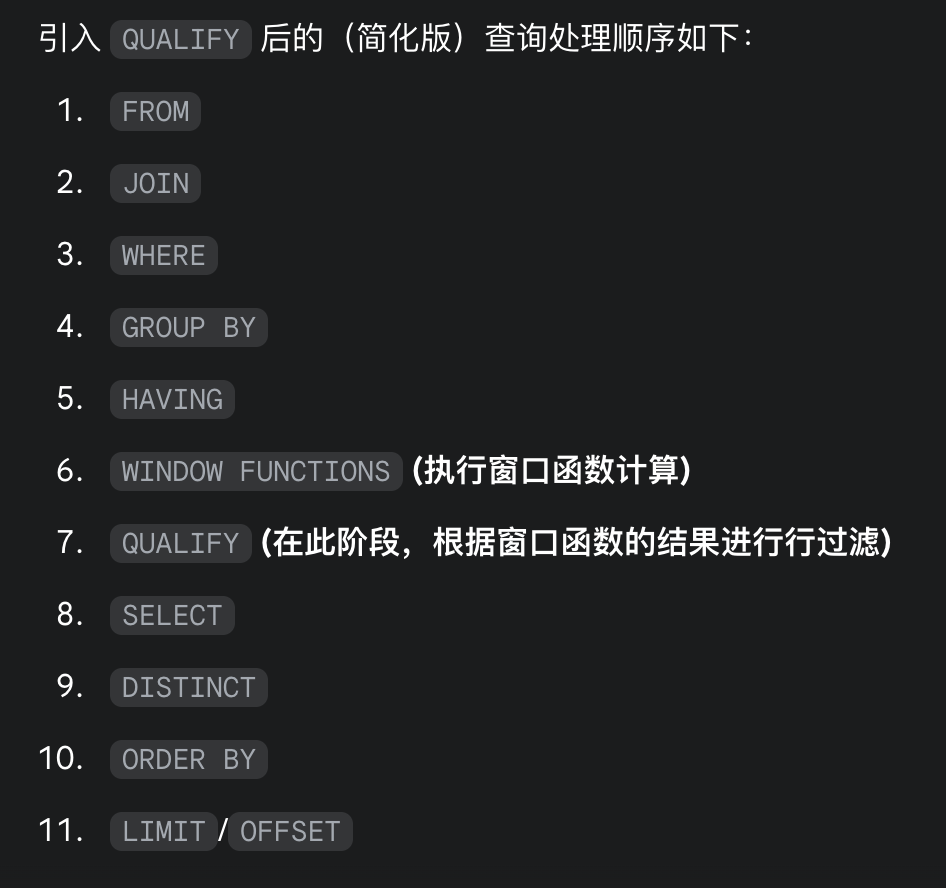 引入 QUALIFY 后的（简化版）查询处理顺序如下：
1. FROM
2. JOIN
3. WHERE
4. GROUP BY
5. HAVING
6. WINDOW FUNCTIONS (执行窗口函数计算)
7. QUALIFY (在此阶段，根据窗口函数的结果进行行过滤)
8. SELECT
9. DISTINCT
10. ORDER BY
11. LIMIT/OFFSET